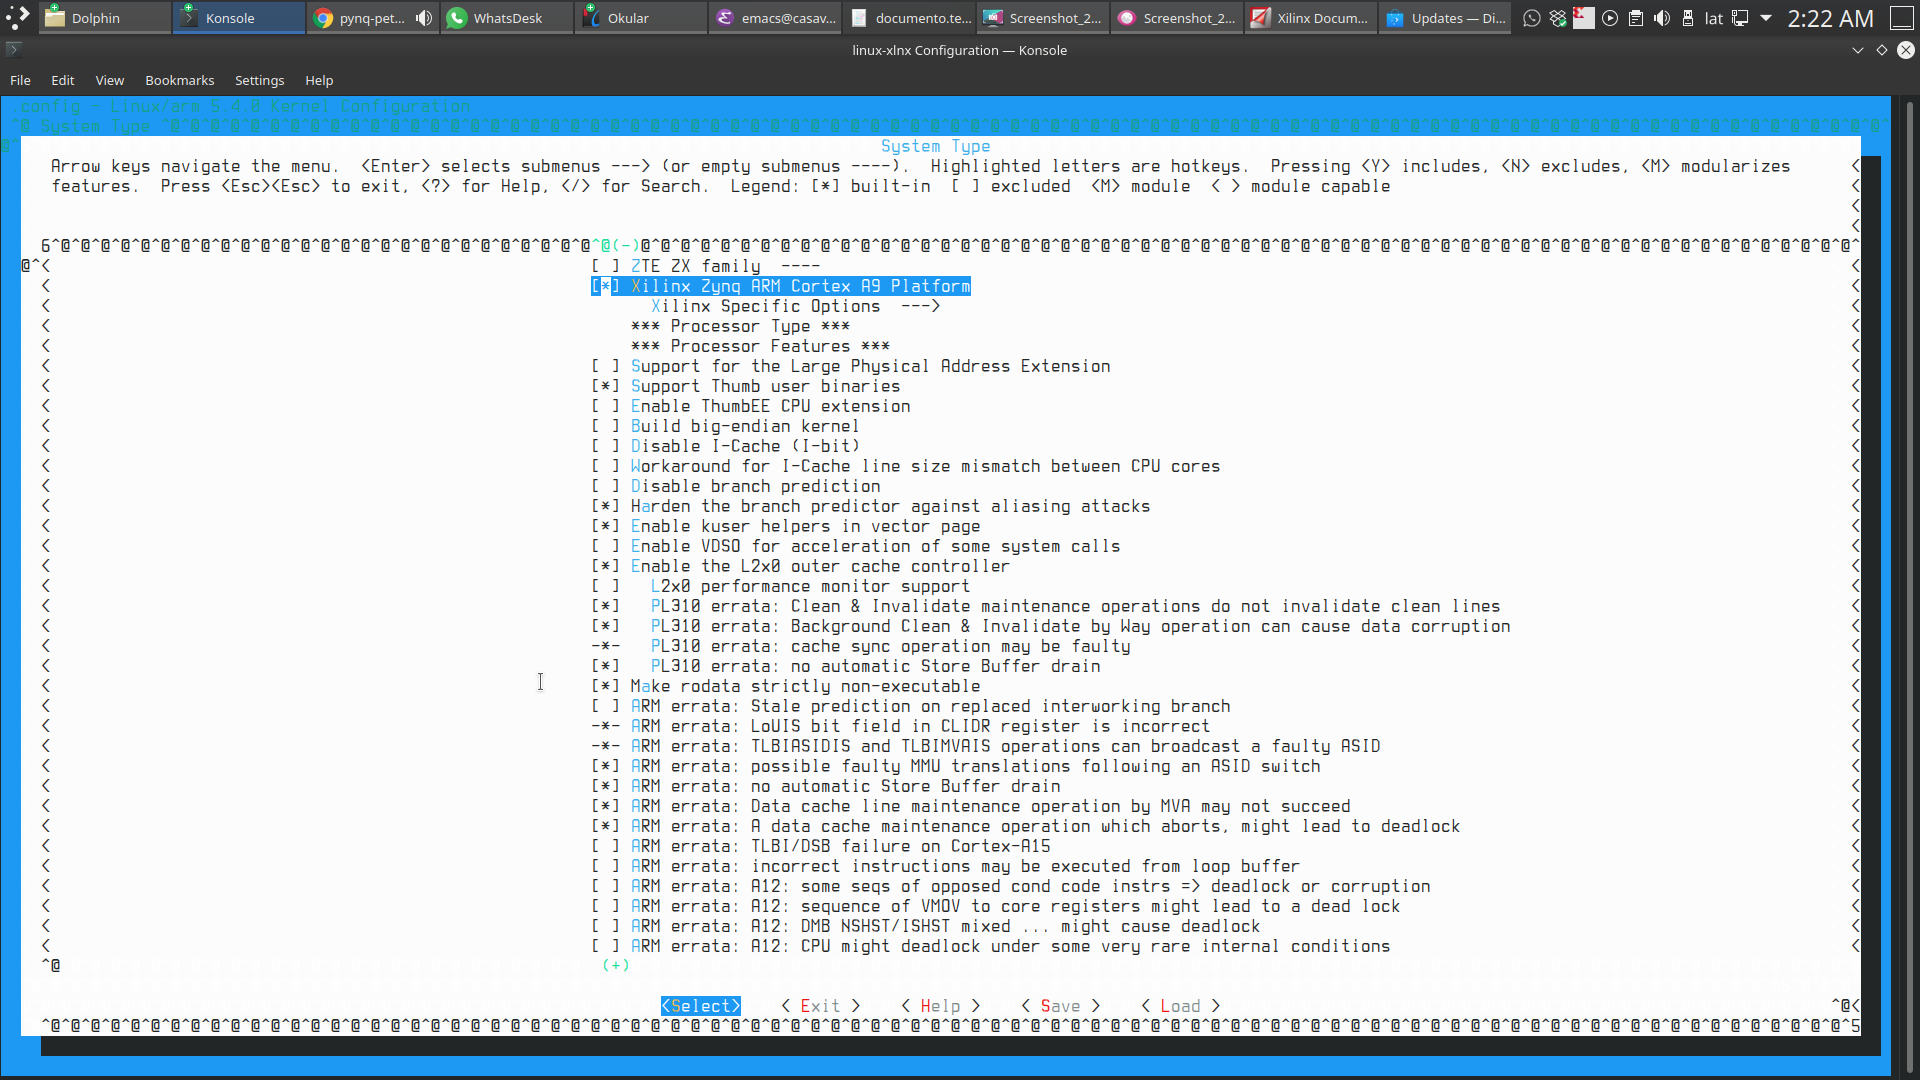 Dolphin
Konsole
pynq-pet...
WhatsDesk
Okular
emacs@casav...
documento.te...
Screenshot_2...
Screenshot_2...
Xilinx Docum...
Updates — Di...
lat
2:22 AM
linux-xlnx Configuration — Konsole
File Edit View Bookmarks Settings Help
.config - Linux/arm 5.4.0 Kernel Configuration
System Type
System Type
Arrow keys navigate the menu.  <Enter> selects submenus ---> (or empty submenus ----).  Highlighted letters are hotkeys.  Pressing <Y> includes, <N> excludes, <M> modularizes
features.  Press <Esc><Esc> to exit, <?> for Help, </> for Search.  Legend: [*] built-in  [ ] excluded  <M> module  < > module capable
(-)
[ ] ZTE ZX family  ----
[*] Xilinx Zynq ARM Cortex A9 Platform
Xilinx Specific Options  --->
*** Processor Type ***
*** Processor Features ***
[ ] Support for the Large Physical Address Extension
[*] Support Thumb user binaries
[ ] Enable ThumbEE CPU extension
[ ] Build big-endian kernel
[ ] Disable I-Cache (I-bit)
[ ] Workaround for I-Cache line size mismatch between CPU cores
[ ] Disable branch prediction
[*] Harden the branch predictor against aliasing attacks
[*] Enable kuser helpers in vector page
[ ] Enable VDSO for acceleration of some system calls
[*] Enable the L2x0 outer cache controller
[ ]   L2x0 performance monitor support
[*]   PL310 errata: Clean & Invalidate maintenance operations do not invalidate clean lines
[*]   PL310 errata: Background Clean & Invalidate by Way operation can cause data corruption
-*-   PL310 errata: cache sync operation may be faulty
[*]   PL310 errata: no automatic Store Buffer drain
[*] Make rodata strictly non-executable
[ ] ARM errata: Stale prediction on replaced interworking branch
-*- ARM errata: LoUIS bit field in CLIDR register is incorrect
-*- ARM errata: TLBIASIDIS and TLBIMVAIS operations can broadcast a faulty ASID
[*] ARM errata: possible faulty MMU translations following an ASID switch
[*] ARM errata: no automatic Store Buffer drain
[*] ARM errata: Data cache line maintenance operation by MVA may not succeed
[*] ARM errata: A data cache maintenance operation which aborts, might lead to deadlock
[ ] ARM errata: TLBI/DSB failure on Cortex-A15
[ ] ARM errata: incorrect instructions may be executed from loop buffer
[ ] ARM errata: A12: some seqs of opposed cond code instrs => deadlock or corruption
[ ] ARM errata: A12: sequence of VMOV to core registers might lead to a dead lock
[ ] ARM errata: A12: DMB NSHST/ISHST mixed ... might cause deadlock
[ ] ARM errata: A12: CPU might deadlock under some very rare internal conditions
(+)
<Select>    < Exit >    < Help >    < Save >    < Load >